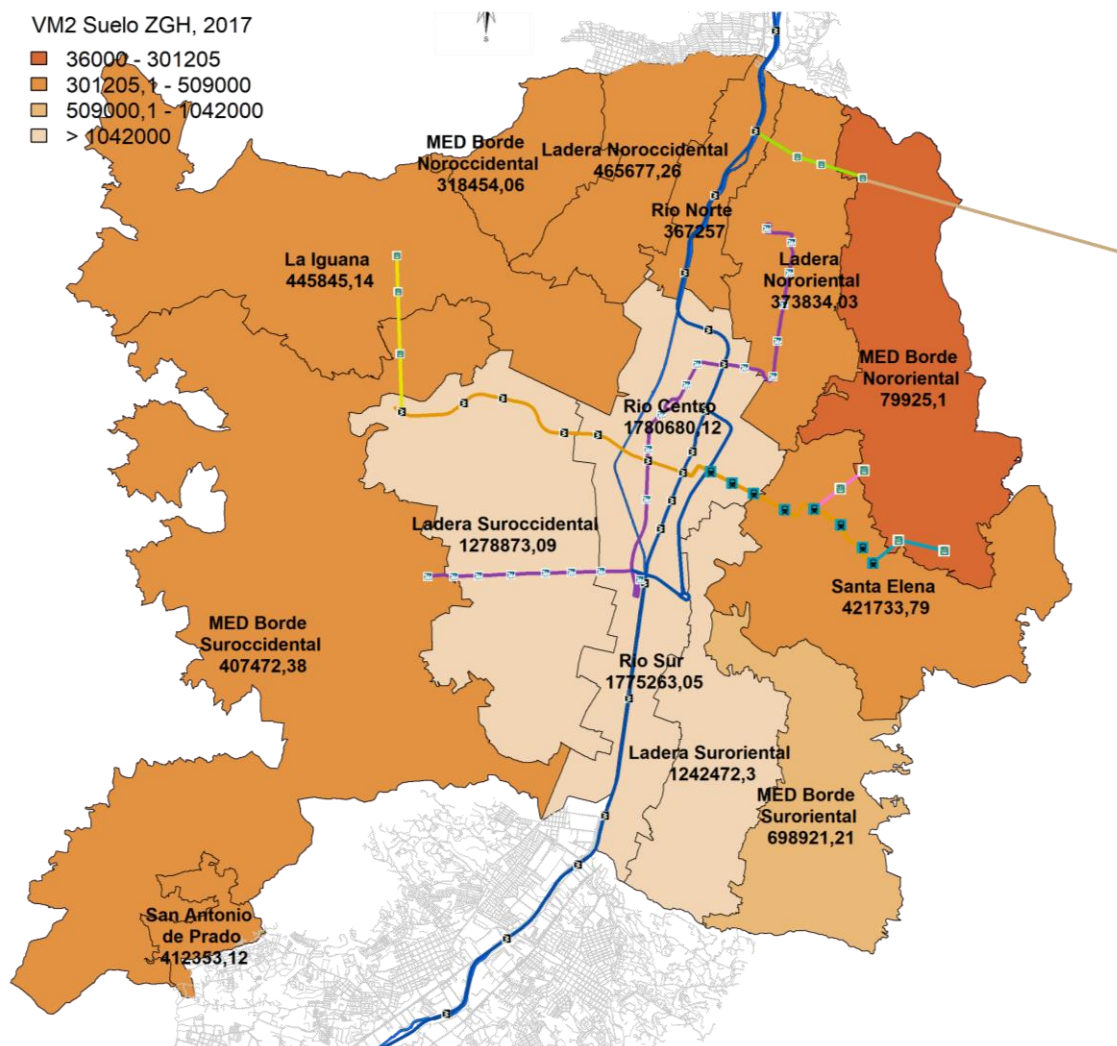 VM2 Suelo ZGH, 2017
36000 - 301205
301205,1 - 509000
509000,1 - 1042000
> 1042000
S
MED Borde
Noroccidental
318454,06
Ladera Noroccidental
465677,26
Rio Norte
367257
La Iguana
445845,14
Ladera
Nororiental
373834,03
MED Borde
Nororiental
79925,1
Rio Centro
1780680,12
Ladera Suroccidental
1278873,09
Santa Elena
421733,79
MED Borde
Suroccidental
407472,38
Rio Sur
1775263,05
Ladera Suroriental
1242472,3
MED Borde
Suroriental
698921,21
San Antonio
de Prado
412353,12